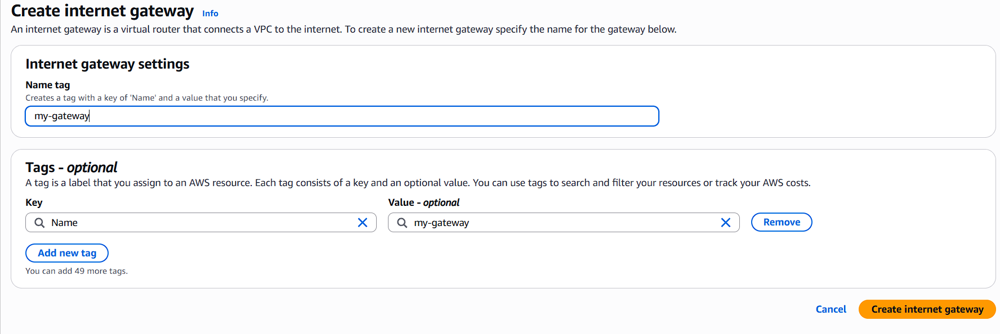 Create internet gateway Info
An internet gateway is a virtual router that connects a VPC to the internet. To create a new internet gateway specify the name for the gateway below.
Internet gateway settings
Name tag
Creates a tag with a key of 'Name' and a value that you specify.
my-gateway
Tags - optional
A tag is a label that you assign to an AWS resource. Each tag consists of a key and an optional value. You can use tags to search and filter your resources or track your AWS costs.
Key Value - optional
Name my-gateway Remove
Add new tag
You can add 49 more tags.
Cancel Create internet gateway